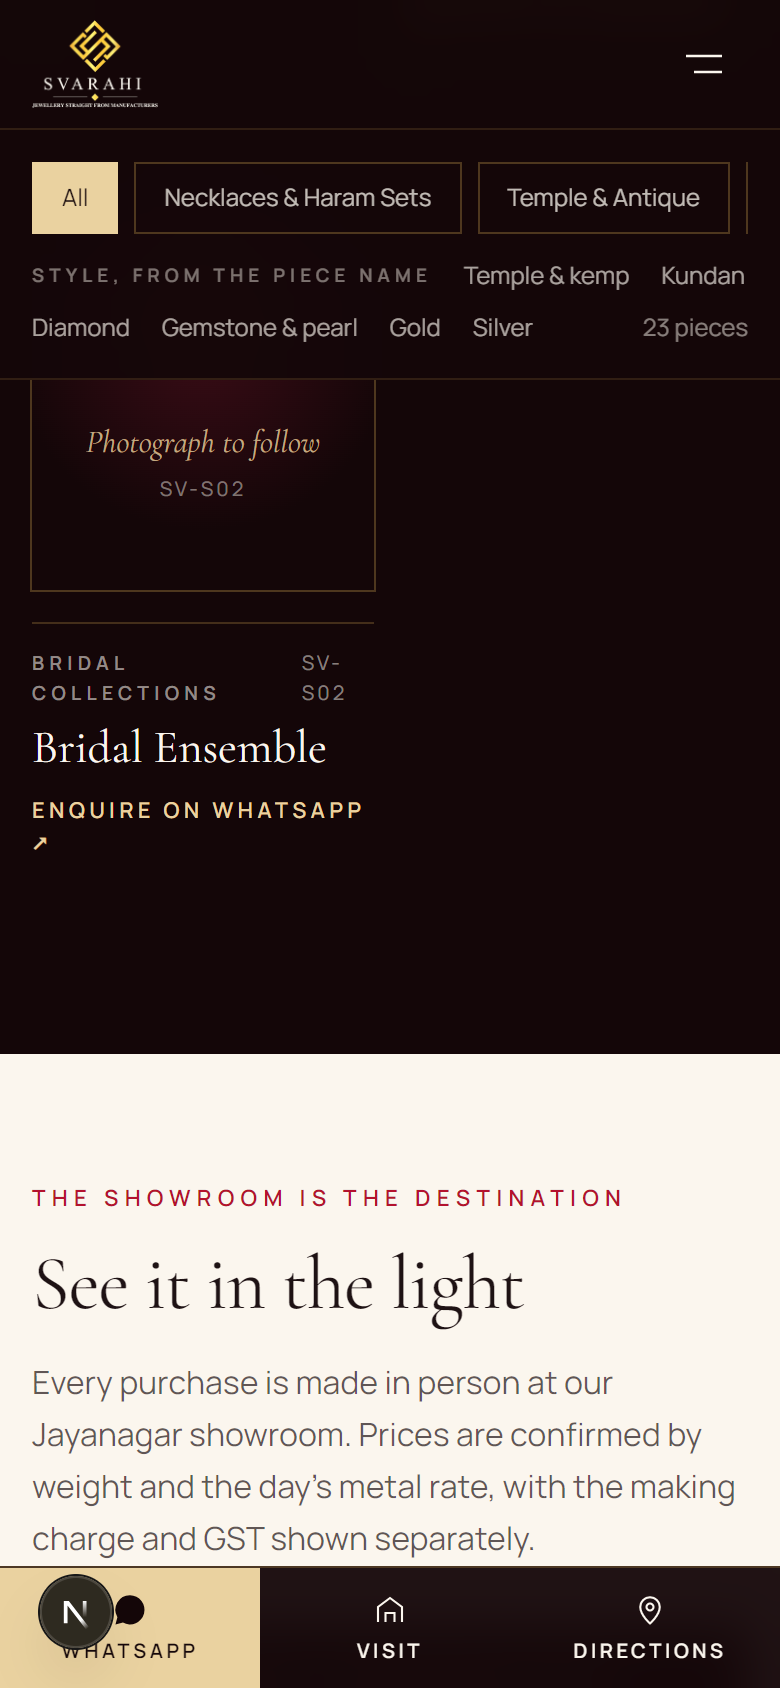 SVARAHI
JEWELLERY STRAIGHT FROM MANUFACTURERS
All
Necklaces & Haram Sets
Temple & Antique
STYLE, FROM THE PIECE NAME
Temple & kemp
Kundan
Diamond
Gemstone & pearl
Gold
Silver
23 pieces
Photograph to follow
SV-S02
BRIDAL
COLLECTIONS
SV-
S02
Bridal Ensemble
ENQUIRE ON WHATSAPP
↗
THE SHOWROOM IS THE DESTINATION
See it in the light
Every purchase is made in person at our
Jayanagar showroom. Prices are confirmed by
weight and the day’s metal rate, with the making
charge and GST shown separately.
N
WHATSAPP
VISIT
DIRECTIONS